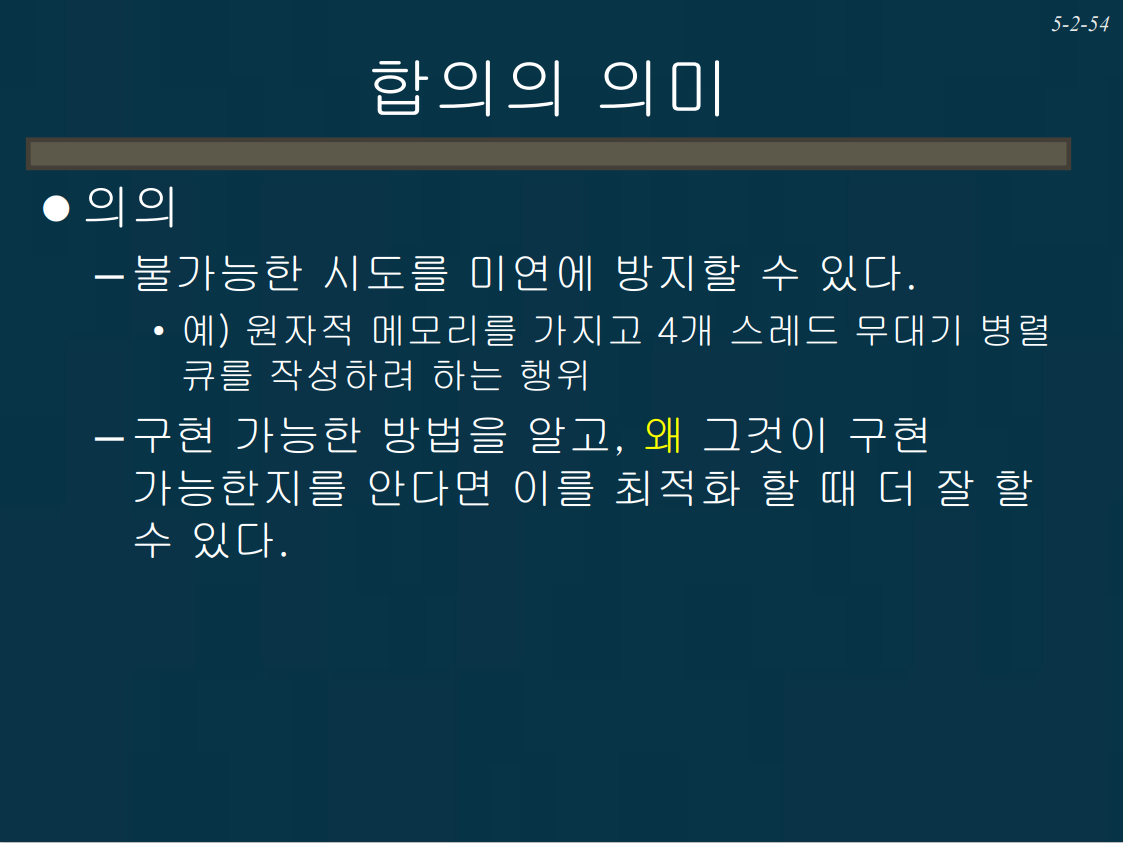 5-2-54
합의의 의미
● 의의
– 불가능한 시도를 미연에 방지할 수 있다.
• 예) 원자적 메모리를 가지고 4개 스레드 무대기 병렬
큐를 작성하려 하는 행위
– 구현 가능한 방법을 알고, 왜 그것이 구현
가능한지를 안다면 이를 최적화 할 때 더 잘 할
수 있다.